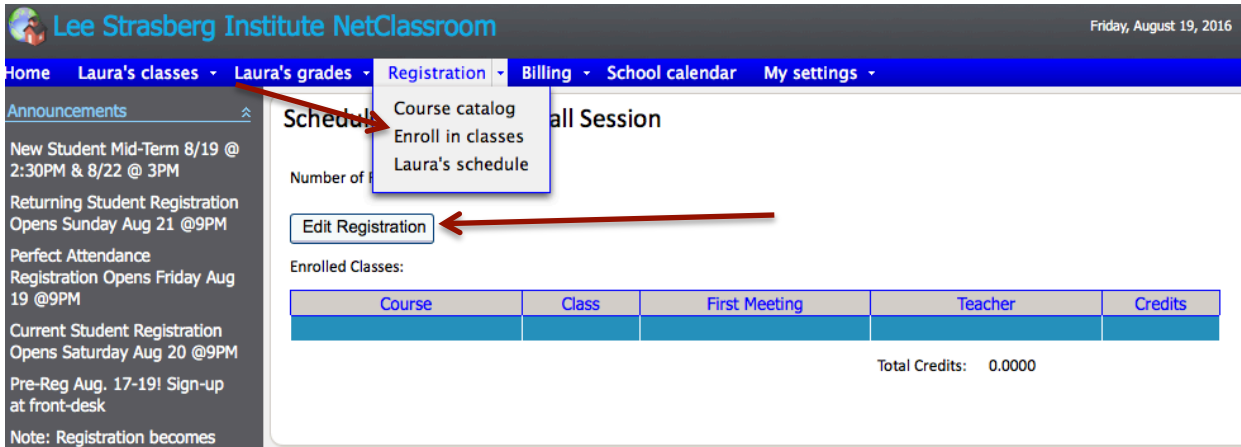 Lee Strasberg Institute NetClassroom
Friday, August 19, 2016
Home Laura's classes Laura's grades Registration Billing School calendar My settings
Announcements
New Student Mid-Term 8/19 @
2:30PM & 8/22 @ 3PM
Returning Student Registration
Opens Sunday Aug 21 @9PM
Perfect Attendance
Registration Opens Friday Aug
19 @9PM
Current Student Registration
Opens Saturday Aug 20 @9PM
Pre-Reg Aug. 17-19! Sign-up
at front-desk
Note: Registration becomes
Course catalog
Enroll in classes
Laura's schedule
all Session
Number of
Edit Registration
Enrolled Classes:
Course Class First Meeting Teacher Credits
Total Credits: 0.0000